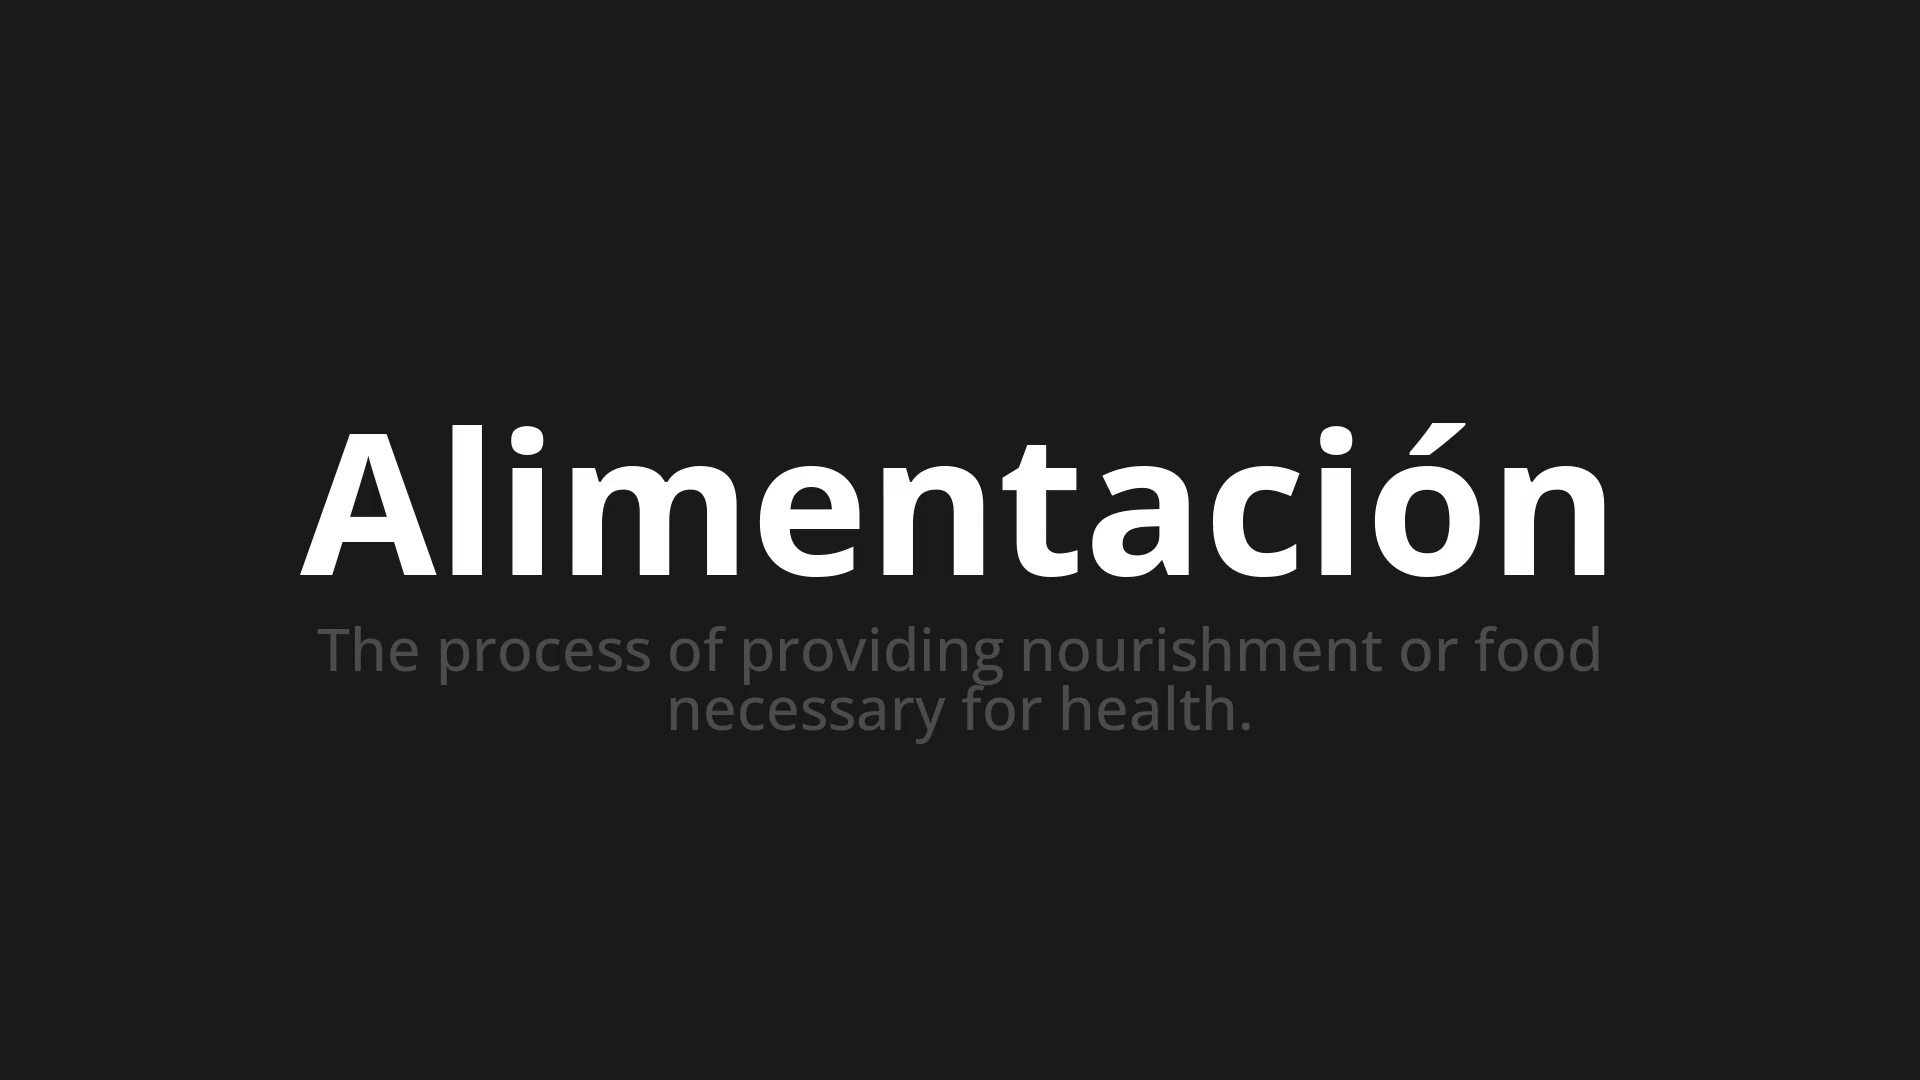 Alimentación
The process of providing nourishment or food
necessary for health.